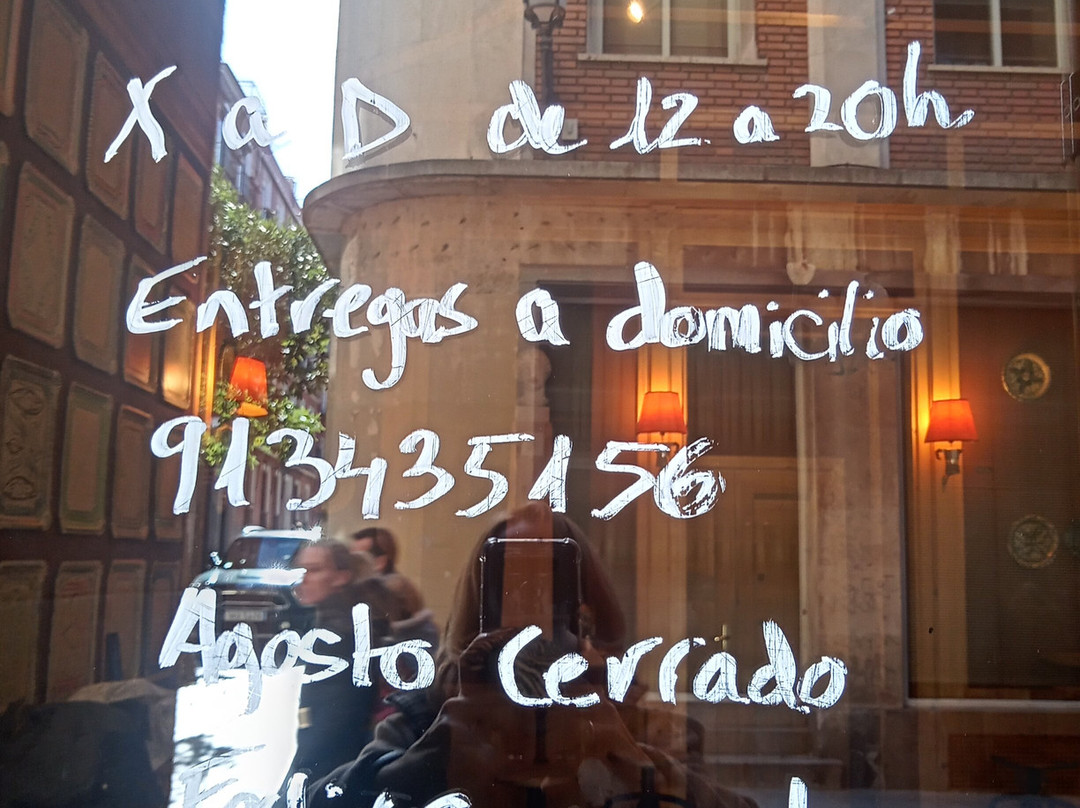 X a D de 12 a 20h
Entregas a domicilio
913435156
Agosto Cerrado